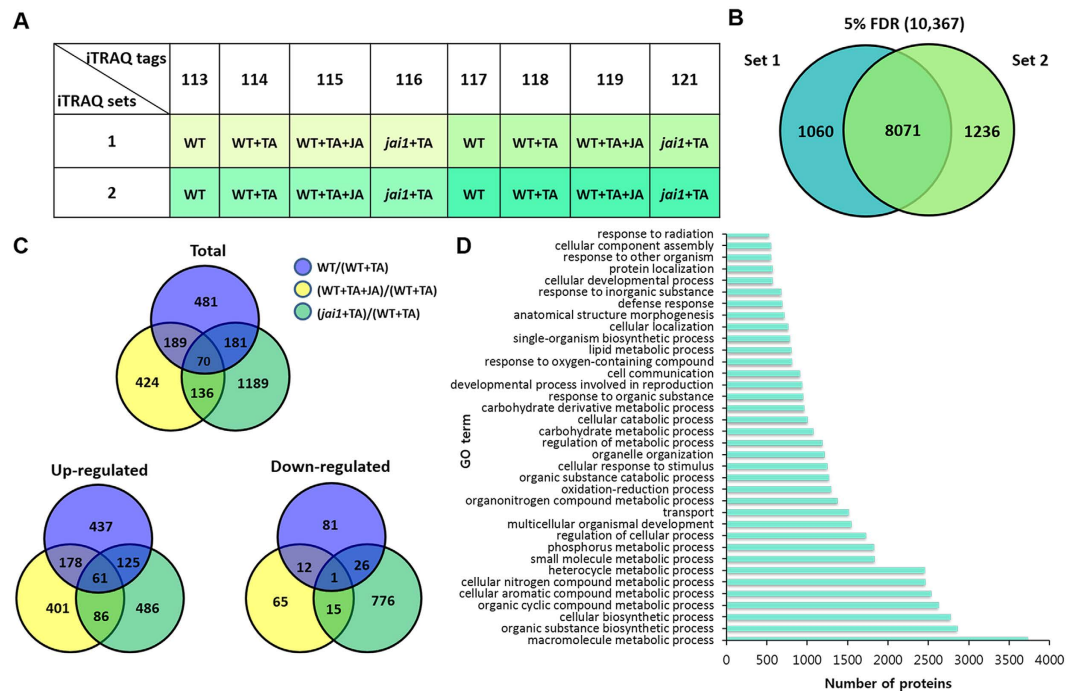 A
iTRAQ tags
iTRAQ sets
113 114 115 116 117 118 119 121
1 WT WT+TA WT+TA+JA jai1+TA WT WT+TA WT+TA+JA jai1+TA
2 WT WT+TA WT+TA+JA jai1+TA WT WT+TA WT+TA+JA jai1+TA
B
5% FDR (10,367)
Set 1
Set 2
1060 8071 1236
C
Total
481
189 181
70
424 136 1189
WT/(WT+TA)
(WT+TA+JA)/(WT+TA)
(jai1+TA)/(WT+TA)
Up-regulated
437
178 125
61
401 86 486
Down-regulated
81
12 26
1
65 15 776
D
GO term
response to radiation
cellular component assembly
response to other organism
protein localization
cellular developmental process
response to inorganic substance
defense response
anatomical structure morphogenesis
cellular localization
single-organism biosynthetic process
lipid metabolic process
response to oxygen-containing compound
cell communication
developmental process involved in reproduction
response to organic substance
carbohydrate derivative metabolic process
cellular catabolic process
carbohydrate metabolic process
regulation of metabolic process
organelle organization
cellular response to stimulus
organic substance catabolic process
oxidation-reduction process
organonitrogen compound metabolic process
transport
multicellular organismal development
regulation of cellular process
phosphorus metabolic process
small molecule metabolic process
heterocycle metabolic process
cellular nitrogen compound metabolic process
cellular aromatic compound metabolic process
organic cyclic compound metabolic process
cellular biosynthetic process
organic substance biosynthetic process
macromolecule metabolic process
0 500 1000 1500 2000 2500 3000 3500 4000
Number of proteins